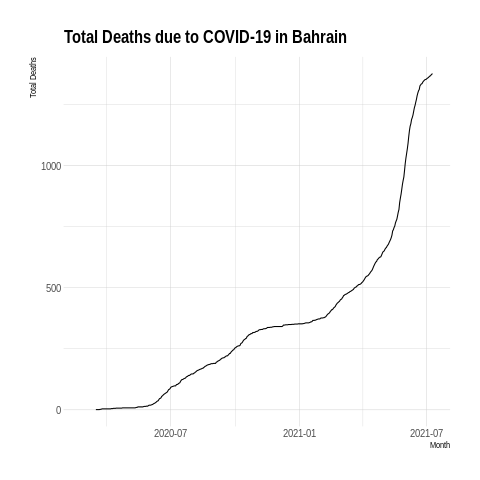 Total Deaths due to COVID-19 in Bahrain
Total Deaths
1000
500
0
2020-07 2021-01 2021-07
Month